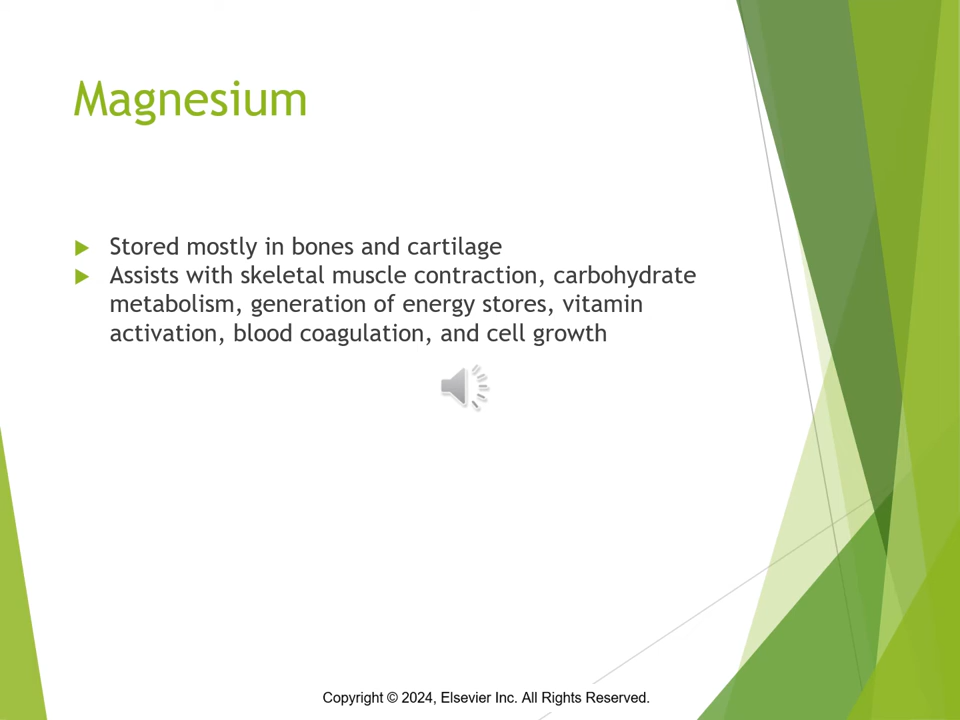 Magnesium
Stored mostly in bones and cartilage
Assists with skeletal muscle contraction, carbohydrate
metabolism, generation of energy stores, vitamin
activation, blood coagulation, and cell growth
Copyright © 2024, Elsevier Inc. All Rights Reserved.